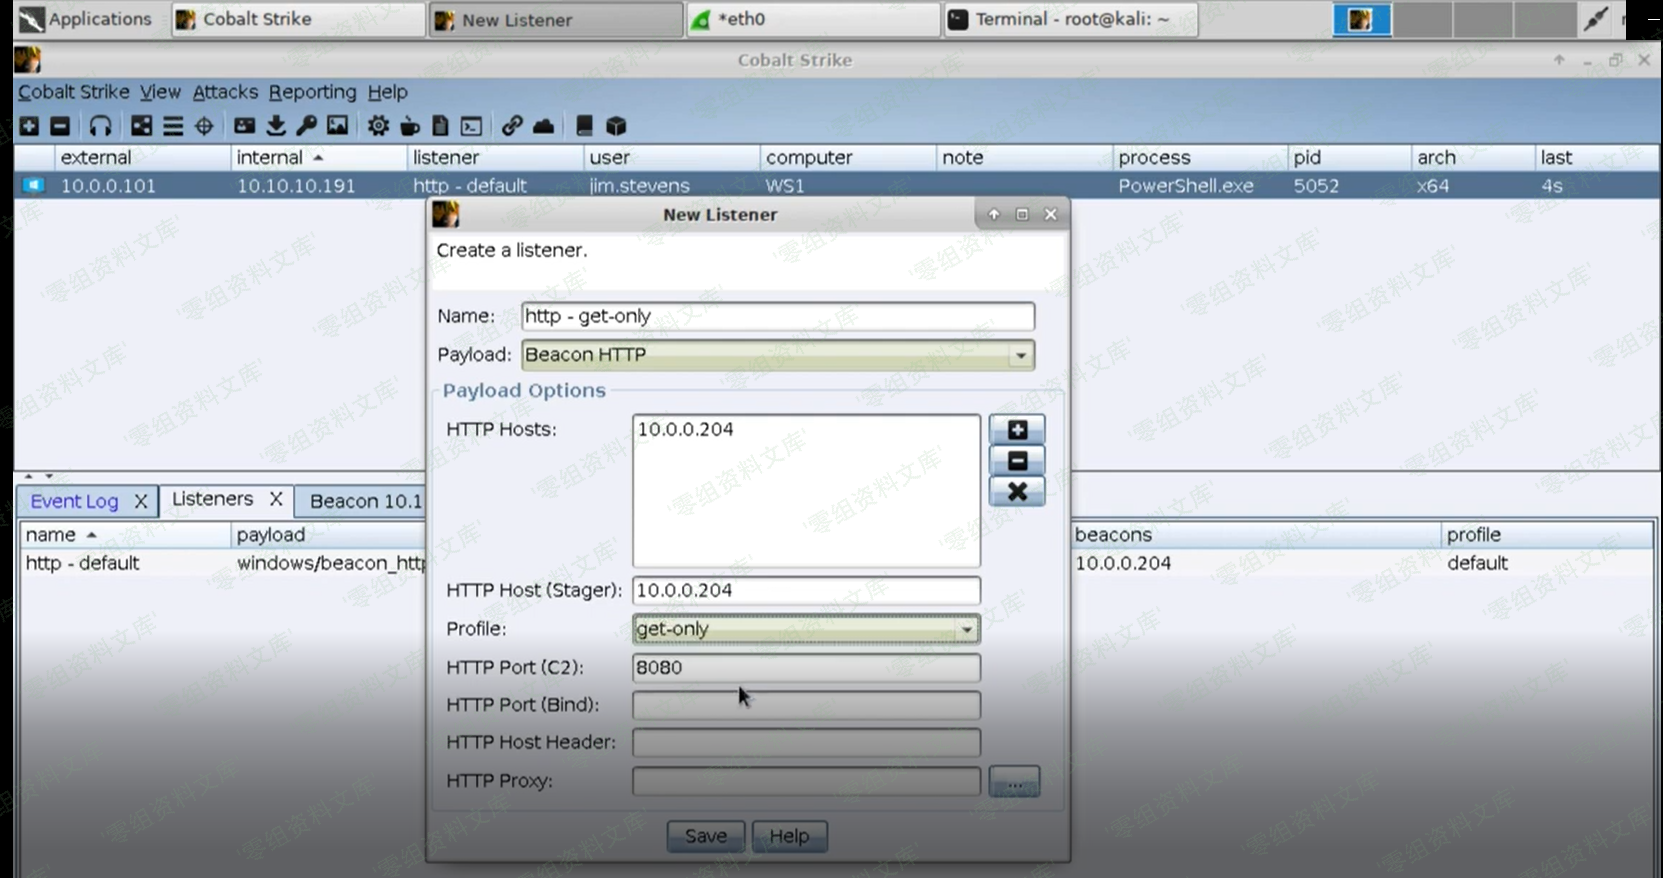 Applications
Cobalt Strike
New Listener
*eth0
Terminal - root@kali: ~
Cobalt Strike
Cobalt Strike View Attacks Reporting Help
external internal listener user computer note process pid arch last
10.0.0.101 10.10.10.191 http - default jim.stevens WS1 PowerShell.exe 5052 x64 4s
New Listener
Create a listener.
Name: http - get-only
Payload: Beacon HTTP
Payload Options
HTTP Hosts: 10.0.0.204
HTTP Host (Stager): 10.0.0.204
Profile: get-only
HTTP Port (C2): 8080
HTTP Port (Bind):
HTTP Host Header:
HTTP Proxy: ...
Save Help
Event Log X Listeners X Beacon 10.1
name payload beacons profile
http - default windows/beacon_http 10.0.0.204 default
零组资料文库